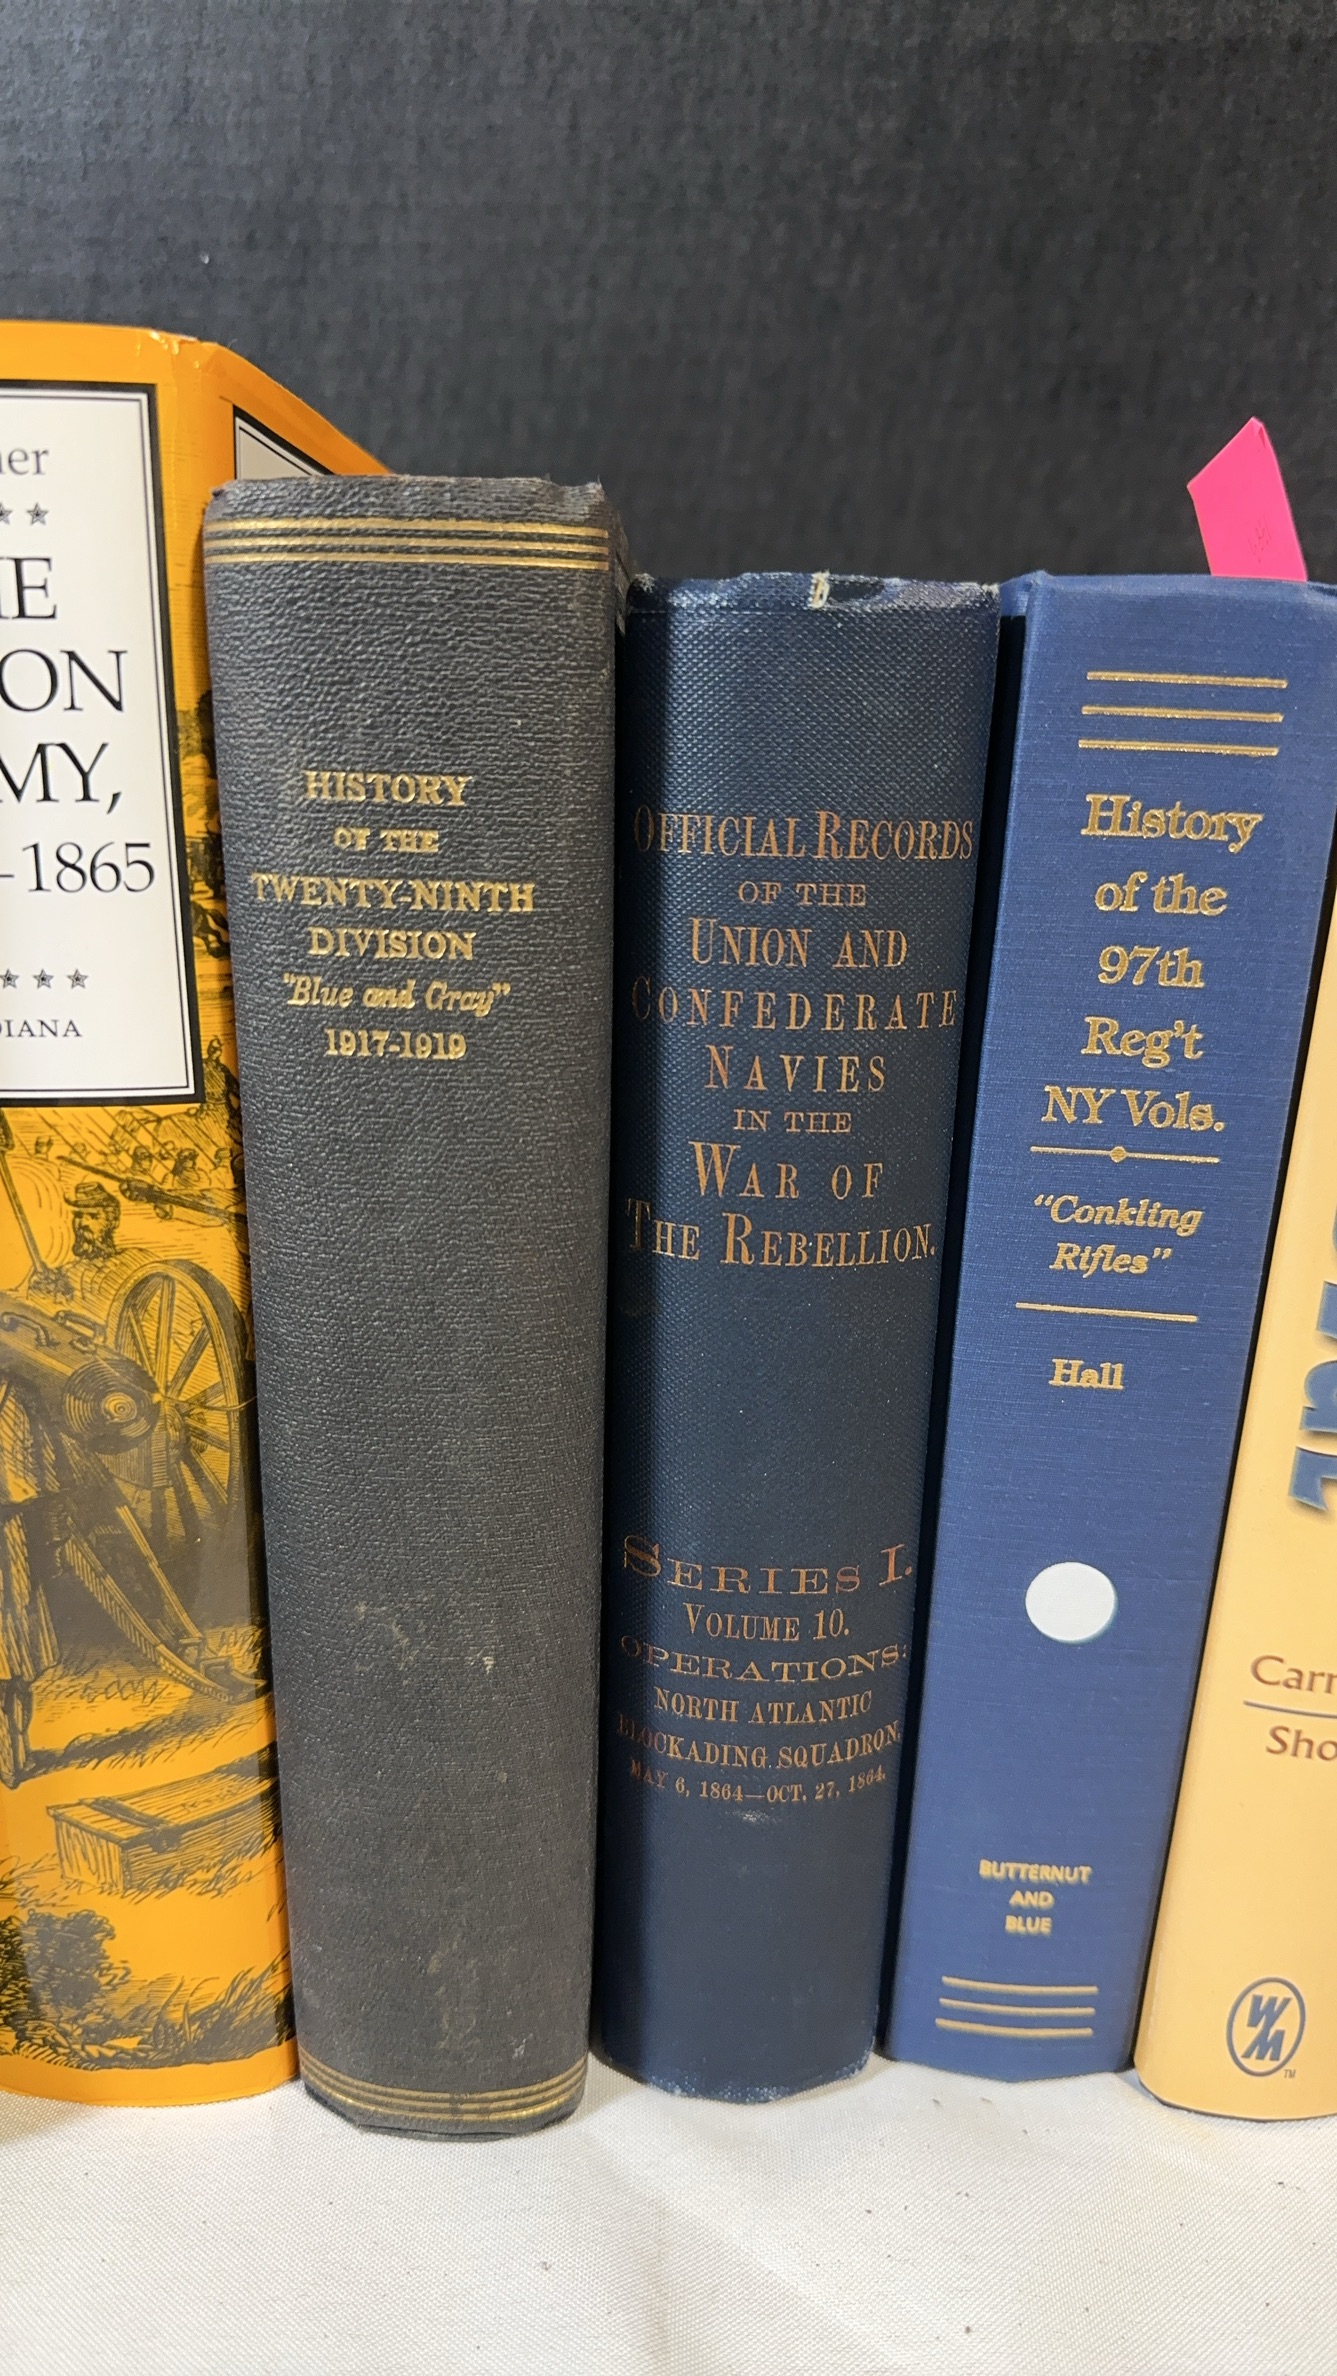 ★ ★
MY,
-1865
★ ★ ★
HISTORY
OF THE
TWENTY-NINTH
DIVISION
"Blue and Gray"
1917-1919
OFFICIAL RECORDS
OF THE
UNION AND
CONFEDERATE
NAVIES
IN THE
WAR OF
THE REBELLION.
SERIES I.
VOLUME 10.
OPERATIONS:
NORTH ATLANTIC
BLOCKADING SQUADRON.
MAY 6, 1864—OCT. 27, 1864.
History
of the
97th
Reg't
NY Vols.
"Conkling
Rifles"
Hall
BUTTERNUT
AND
BLUE
WM
TM